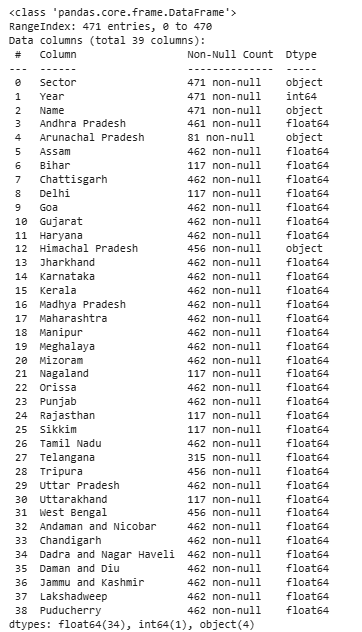 <class 'pandas.core.frame.DataFrame'>
RangeIndex: 471 entries, 0 to 470
Data columns (total 39 columns):
 #   Column                  Non-Null Count  Dtype
---  ------                  --------------  -----
 0   Sector                  471 non-null    object
 1   Year                    471 non-null    int64
 2   Name                    471 non-null    object
 3   Andhra Pradesh          461 non-null    float64
 4   Arunachal Pradesh       81 non-null     object
 5   Assam                   462 non-null    float64
 6   Bihar                   117 non-null    float64
 7   Chattisgarh             462 non-null    float64
 8   Delhi                   117 non-null    float64
 9   Goa                     462 non-null    float64
 10  Gujarat                 462 non-null    float64
 11  Haryana                 462 non-null    float64
 12  Himachal Pradesh        456 non-null    object
 13  Jharkhand               462 non-null    float64
 14  Karnataka               462 non-null    float64
 15  Kerala                  462 non-null    float64
 16  Madhya Pradesh          462 non-null    float64
 17  Maharashtra             462 non-null    float64
 18  Manipur                 462 non-null    float64
 19  Meghalaya               462 non-null    float64
 20  Mizoram                 462 non-null    float64
 21  Nagaland                117 non-null    float64
 22  Orissa                  462 non-null    float64
 23  Punjab                  462 non-null    float64
 24  Rajasthan               117 non-null    float64
 25  Sikkim                  117 non-null    float64
 26  Tamil Nadu              462 non-null    float64
 27  Telangana               315 non-null    float64
 28  Tripura                 456 non-null    float64
 29  Uttar Pradesh           462 non-null    float64
 30  Uttarakhand             117 non-null    float64
 31  West Bengal             456 non-null    float64
 32  Andaman and Nicobar     462 non-null    float64
 33  Chandigarh              462 non-null    float64
 34  Dadra and Nagar Haveli  462 non-null    float64
 35  Daman and Diu           462 non-null    float64
 36  Jammu and Kashmir       462 non-null    float64
 37  Lakshadweep             462 non-null    float64
 38  Puducherry              462 non-null    float64
dtypes: float64(34), int64(1), object(4)